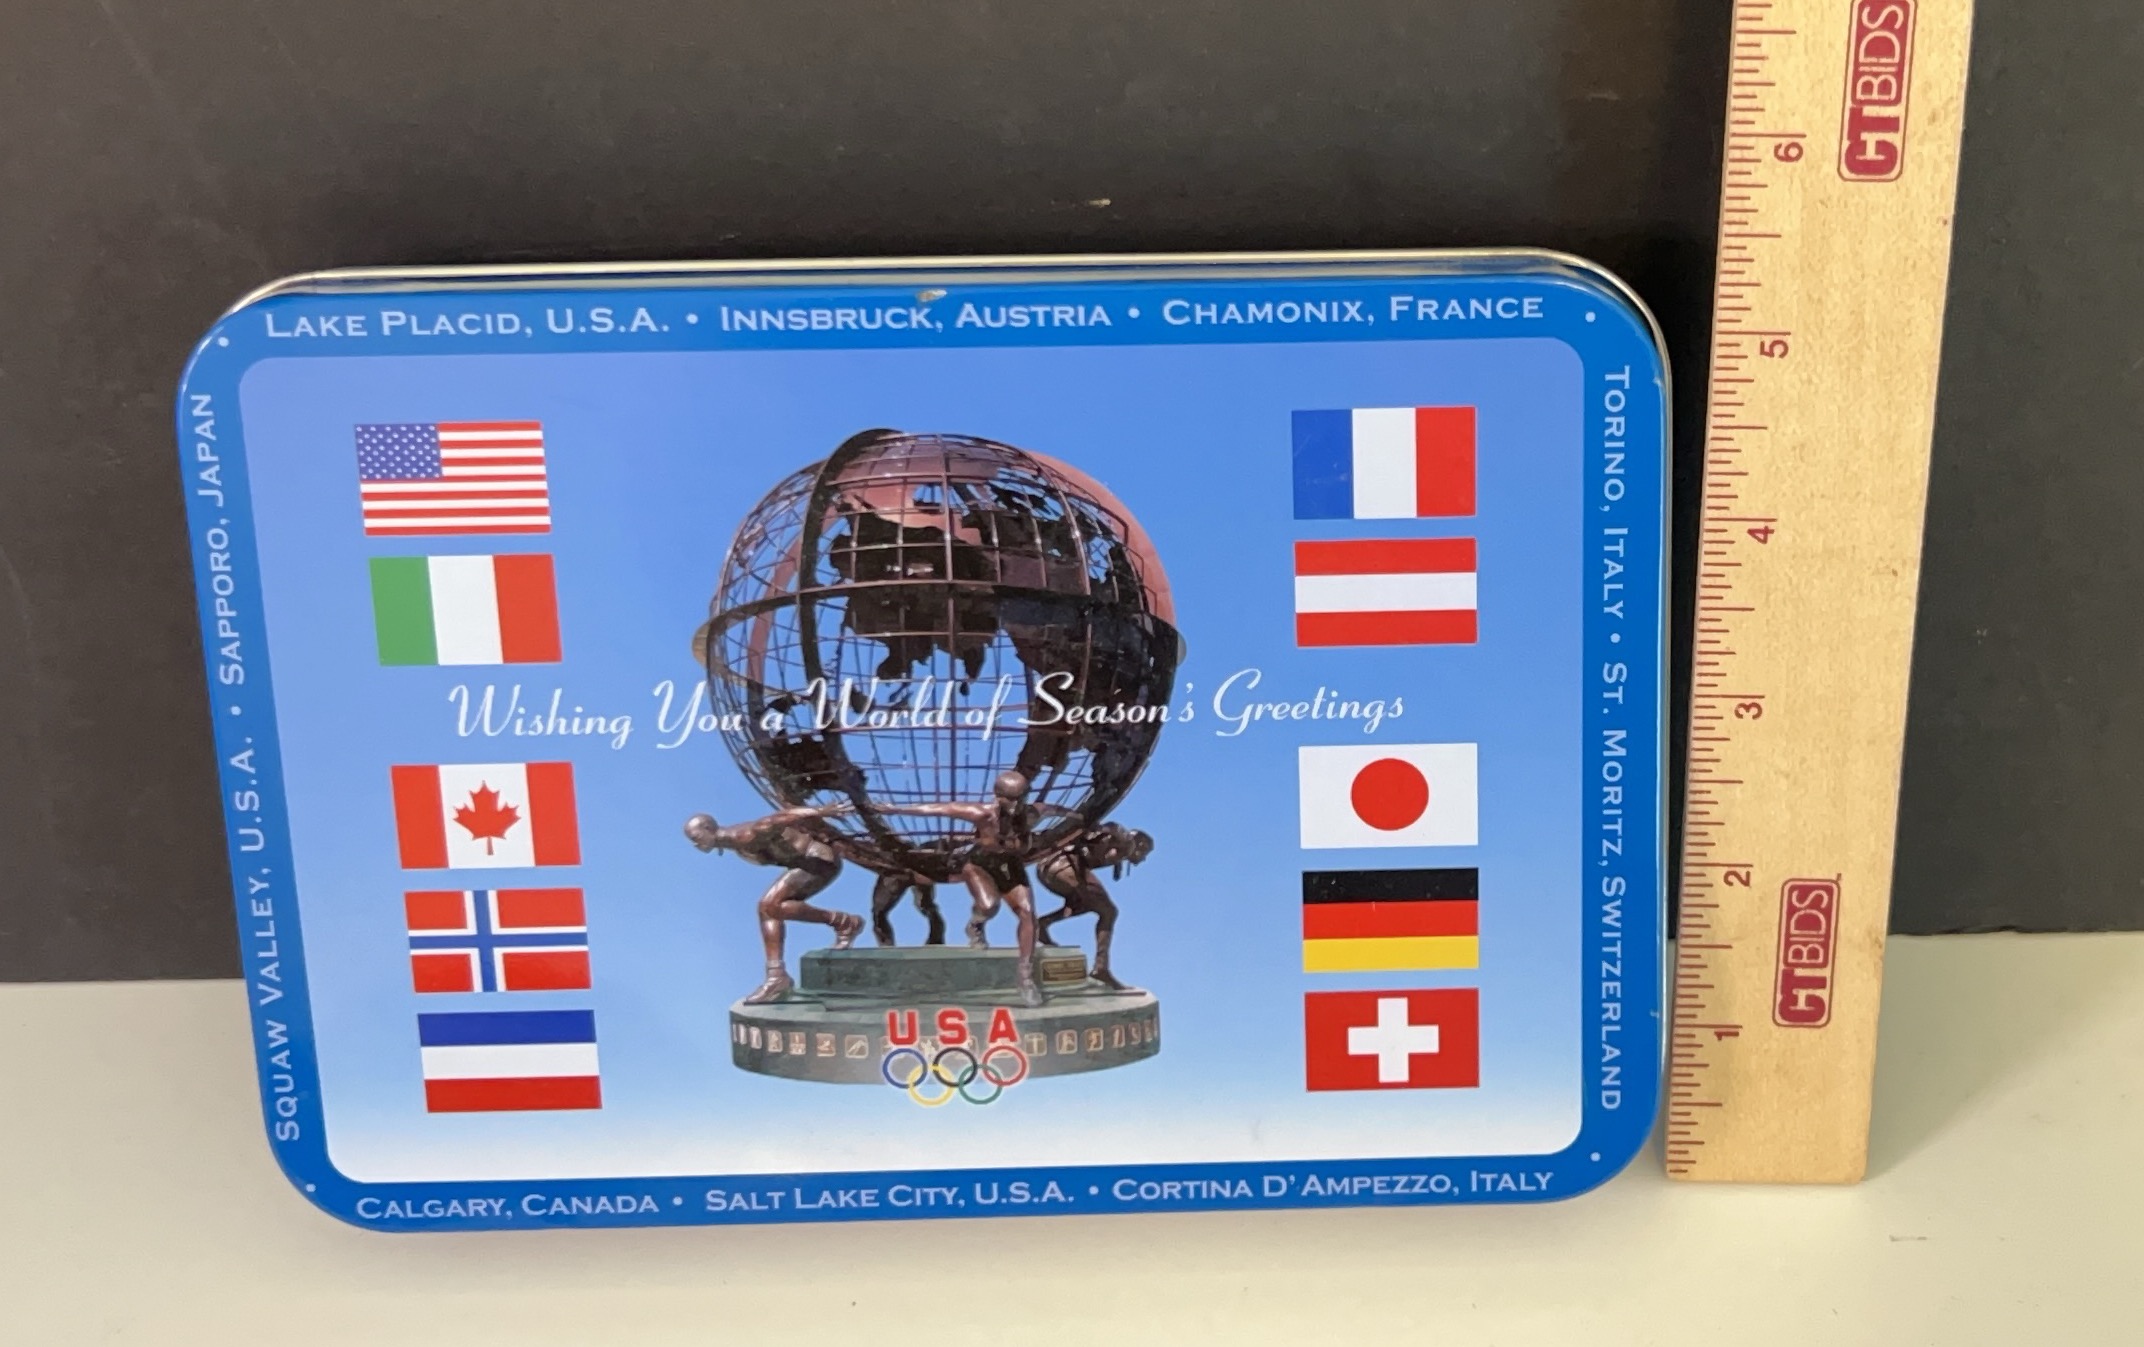 LAKE PLACID, U.S.A. • INNSBRUCK, AUSTRIA • CHAMONIX, FRANCE •
TORINO, ITALY • ST. MORITZ, SWITZERLAND •
CALGARY, CANADA • SALT LAKE CITY, U.S.A. • CORTINA D'AMPEZZO, ITALY
• SQUAW VALLEY, U.S.A. • SAPPORO, JAPAN •
Wishing You a World of Season's Greetings
USA
CTBIDS
6
5
4
3
2
CTBIDS
1